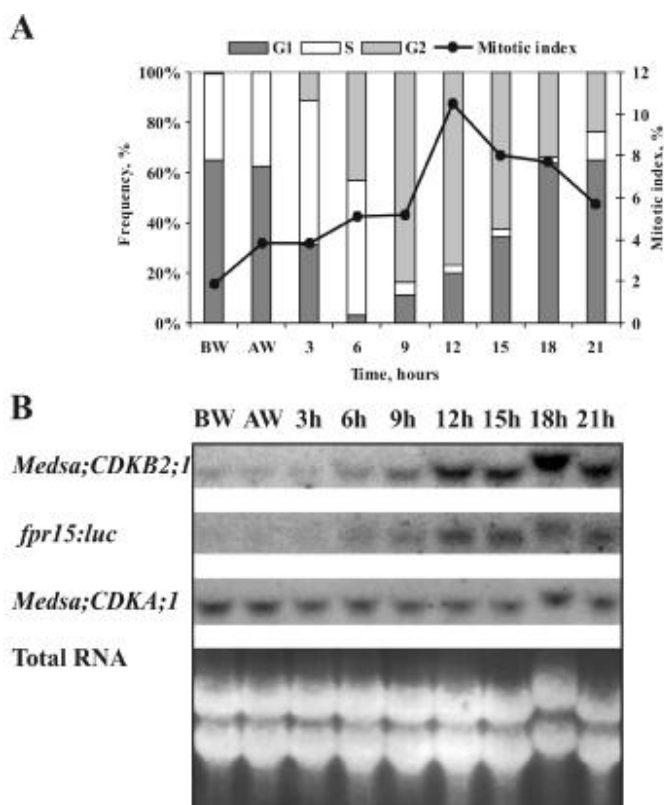 A
G1 S G2 Mitotic index
100% 12
80% 10
60% 8
40% 6
20% 4
0% 2
0
Frequency, %
Mitotic index, %
BW AW 3 6 9 12 15 18 21
Time, hours
B
BW AW 3h 6h 9h 12h 15h 18h 21h
Medsa;CDKB2;1
fpr15:luc
Medsa;CDKA;1
Total RNA